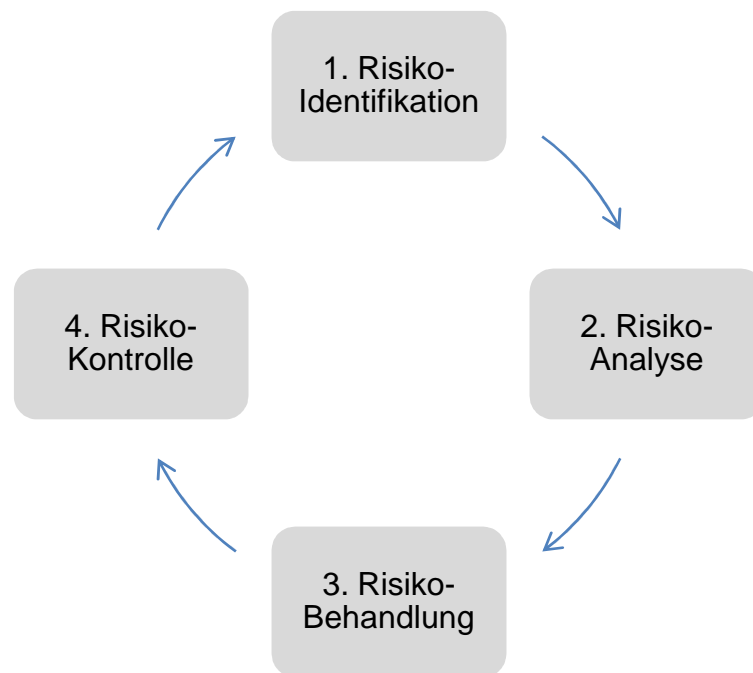 1. Risiko-
Identifikation
2. Risiko-
Analyse
3. Risiko-
Behandlung
4. Risiko-
Kontrolle